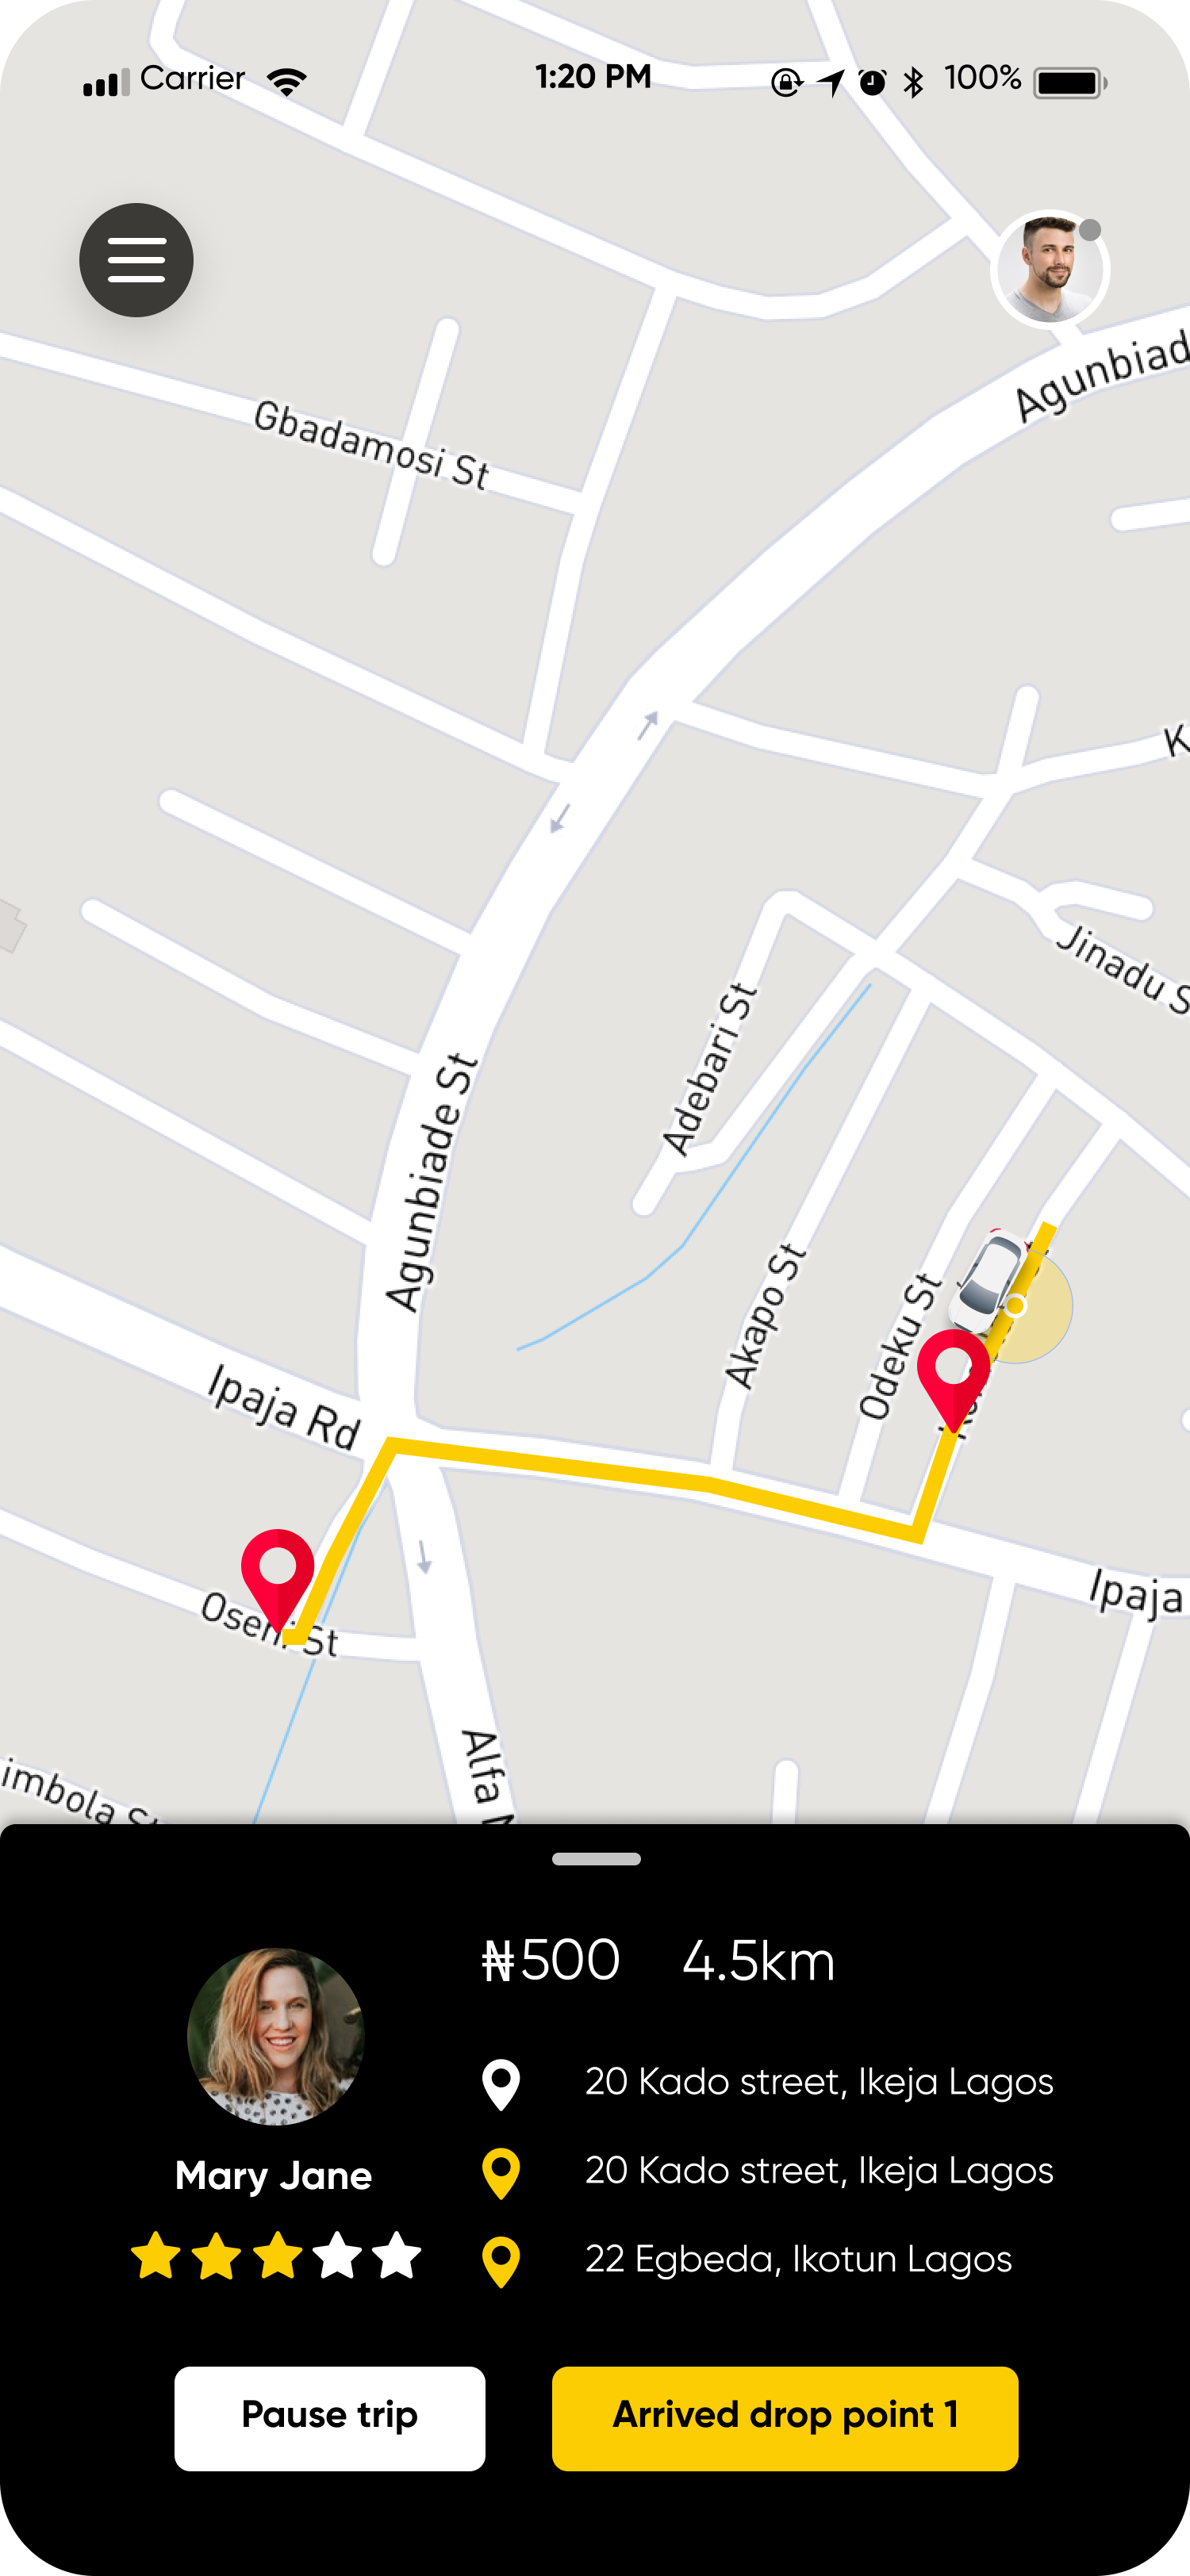 Carrier 1:20 PM 100%
Agunbiad
Gbadamosi St
K
Jinadu S
Adebari St
Agunbiade St
Akapo St
Odeku St
Ipaja Rd
Ipaja
Oseni St
Alfa
imbola St
₦500 4.5km
20 Kado street, Ikeja Lagos
20 Kado street, Ikeja Lagos
Mary Jane
22 Egbeda, Ikotun Lagos
Pause trip
Arrived drop point 1